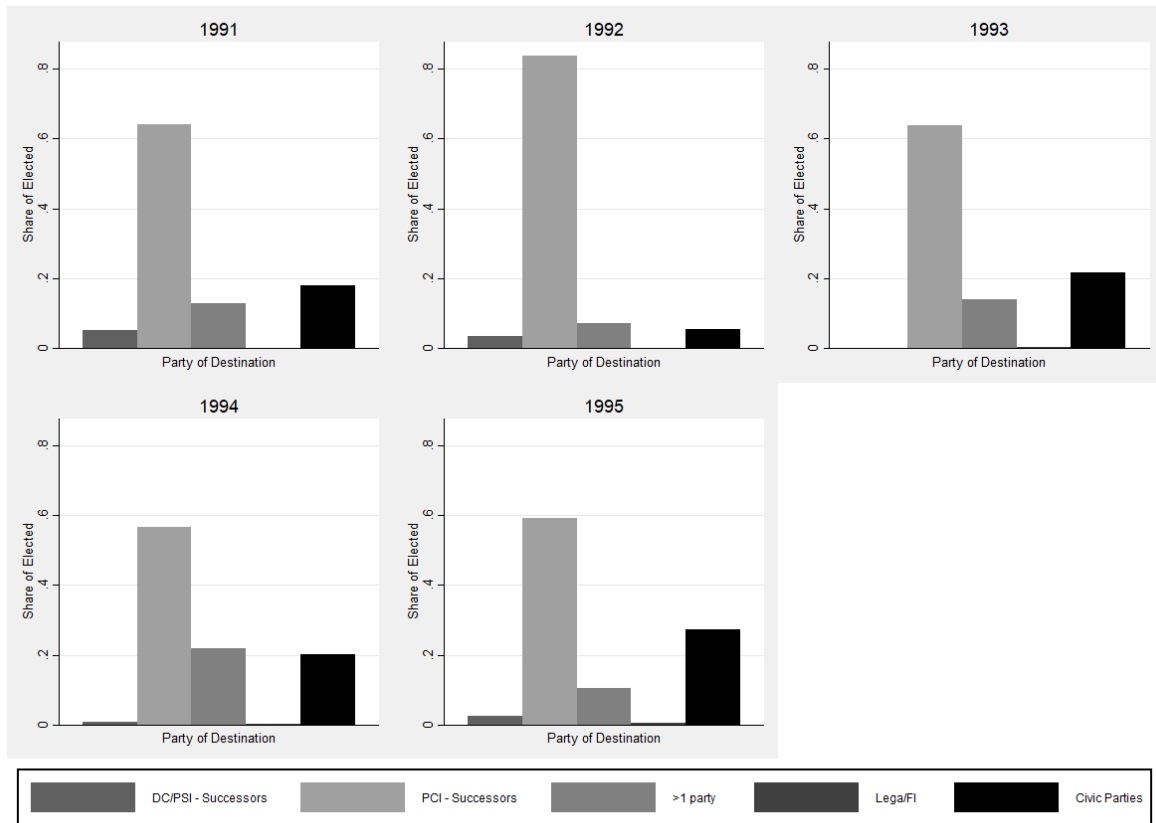 1991
.8
.6
.4
.2
0
Share of Elected
Party of Destination
1992
.8
.6
.4
.2
0
Share of Elected
Party of Destination
1993
.8
.6
.4
.2
0
Share of Elected
Party of Destination
1994
.8
.6
.4
.2
0
Share of Elected
Party of Destination
1995
.8
.6
.4
.2
0
Share of Elected
Party of Destination
DC/PSI - Successors PCI - Successors >1 party Lega/FI Civic Parties